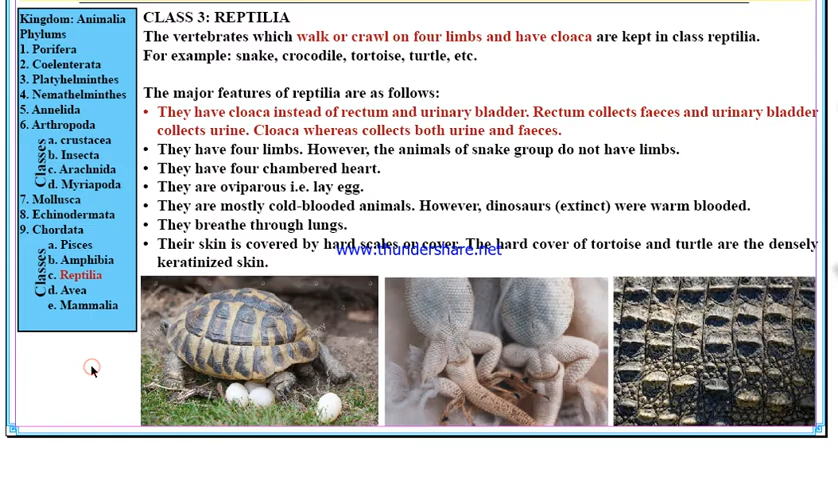 Kingdom: Animalia
Phylums
1. Porifera
2. Coelenterata
3. Platyhelminthes
4. Nemathelminthes
5. Annelida
6. Arthropoda
Classes
a. crustacea
b. Insecta
c. Arachnida
d. Myriapoda
7. Mollusca
8. Echinodermata
9. Chordata
Classes
a. Pisces
b. Amphibia
c. Reptilia
d. Avea
e. Mammalia
CLASS 3: REPTILIA
The vertebrates which walk or crawl on four limbs and have cloaca are kept in class reptilia.
For example: snake, crocodile, tortoise, turtle, etc.
The major features of reptilia are as follows:
• They have cloaca instead of rectum and urinary bladder. Rectum collects faeces and urinary bladder
collects urine. Cloaca whereas collects both urine and faeces.
• They have four limbs. However, the animals of snake group do not have limbs.
• They have four chambered heart.
• They are oviparous i.e. lay egg.
• They are mostly cold-blooded animals. However, dinosaurs (extinct) were warm blooded.
• They breathe through lungs.
• Their skin is covered by hard scales or cover. The hard cover of tortoise and turtle are the densely
keratinized skin.
www.thundershare.net